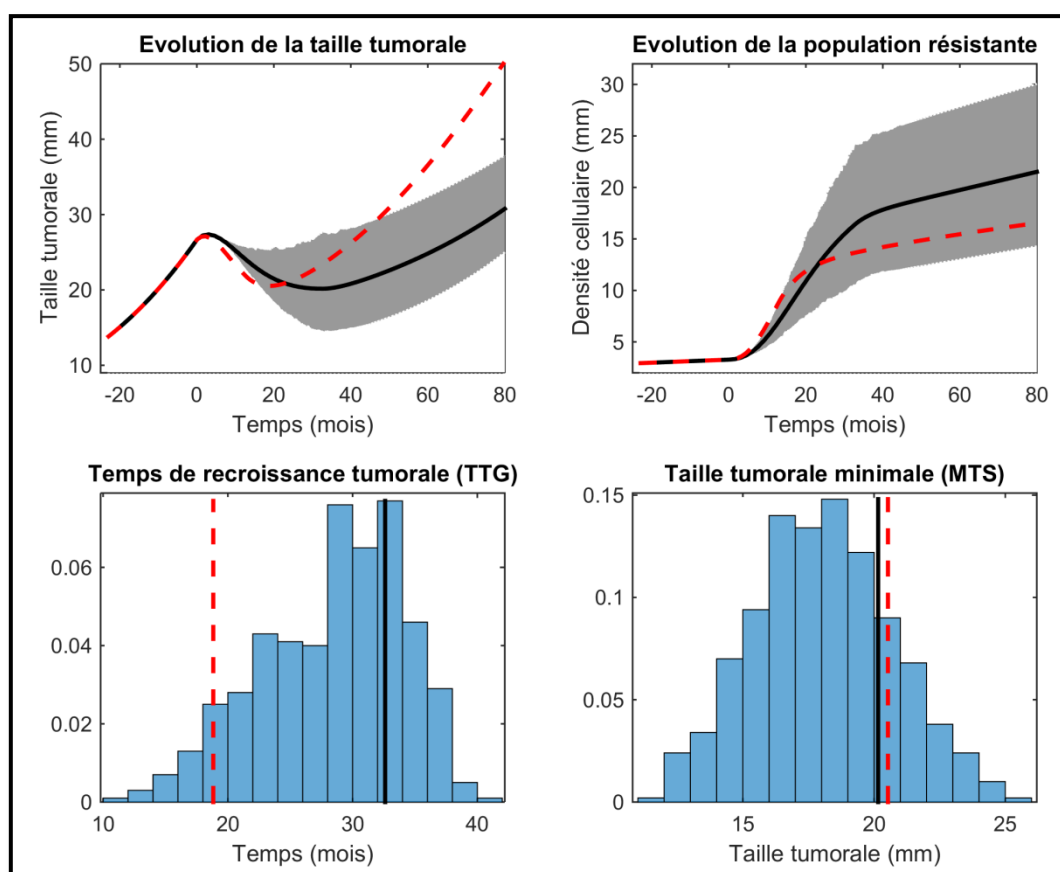 Evolution de la taille tumorale
Taille tumorale (mm)
50
40
30
20
10
-20 0 20 40 60 80
Temps (mois)
Evolution de la population résistante
Densité cellulaire (mm)
30
25
20
15
10
5
-20 0 20 40 60 80
Temps (mois)
Temps de recroissance tumorale (TTG)
0.06
0.04
0.02
0
10 20 30 40
Temps (mois)
Taille tumorale minimale (MTS)
0.15
0.1
0.05
0
15 20 25
Taille tumorale (mm)